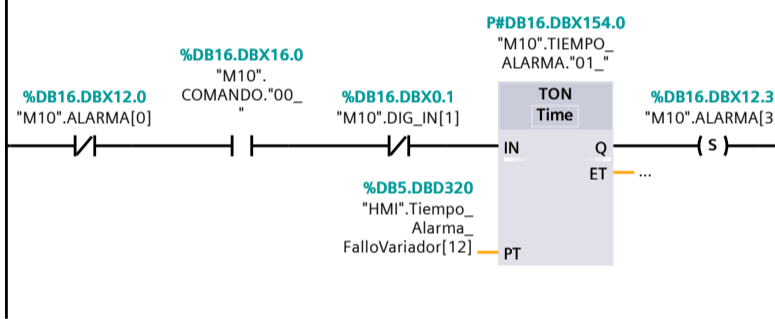 P#DB16.DBX154.0
"M10".TIEMPO_
ALARMA."01_"
%DB16.DBX16.0
"M10".
COMANDO."00_
"
%DB16.DBX12.0
"M10".ALARMA[0]
%DB16.DBX0.1
"M10".DIG_IN[1]
TON
Time
%DB16.DBX12.3
"M10".ALARMA[3
S
IN
Q
ET
...
%DB5.DBD320
"HMI".Tiempo_
Alarma_
FalloVariador[12]
PT